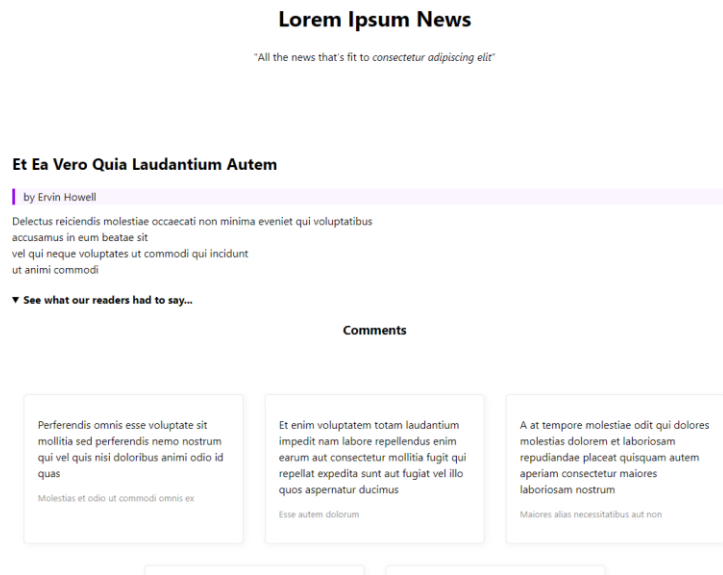 Lorem Ipsum News
"All the news that's fit to consectetur adipiscing elit"
Et Ea Vero Quia Laudantium Autem
by Ervin Howell
Delectus reiciendis molestiae occaecati non minima eveniet qui voluptatibus
accusamus in eum beatae sit
vel qui neque voluptates ut commodi qui incidunt
ut animi commodi
▼ See what our readers had to say...
Comments
Perferendis omnis esse voluptate sit
mollitia sed perferendis nemo nostrum
qui vel quis nisi doloribus animi odio id
quas
Molestias et odio ut commodi omnis ex
Et enim voluptatem totam laudantium
impedit nam labore repellendus enim
earum aut consectetur mollitia fugit qui
repellat expedita sunt aut fugiat vel illo
quos aspernatur ducimus
Esse autem dolorum
A at tempore molestiae odit qui dolores
molestias dolorem et laboriosam
repudiandae placeat quisquam autem
aperiam consectetur maiores
laboriosam nostrum
Maiores alias necessitatibus aut non